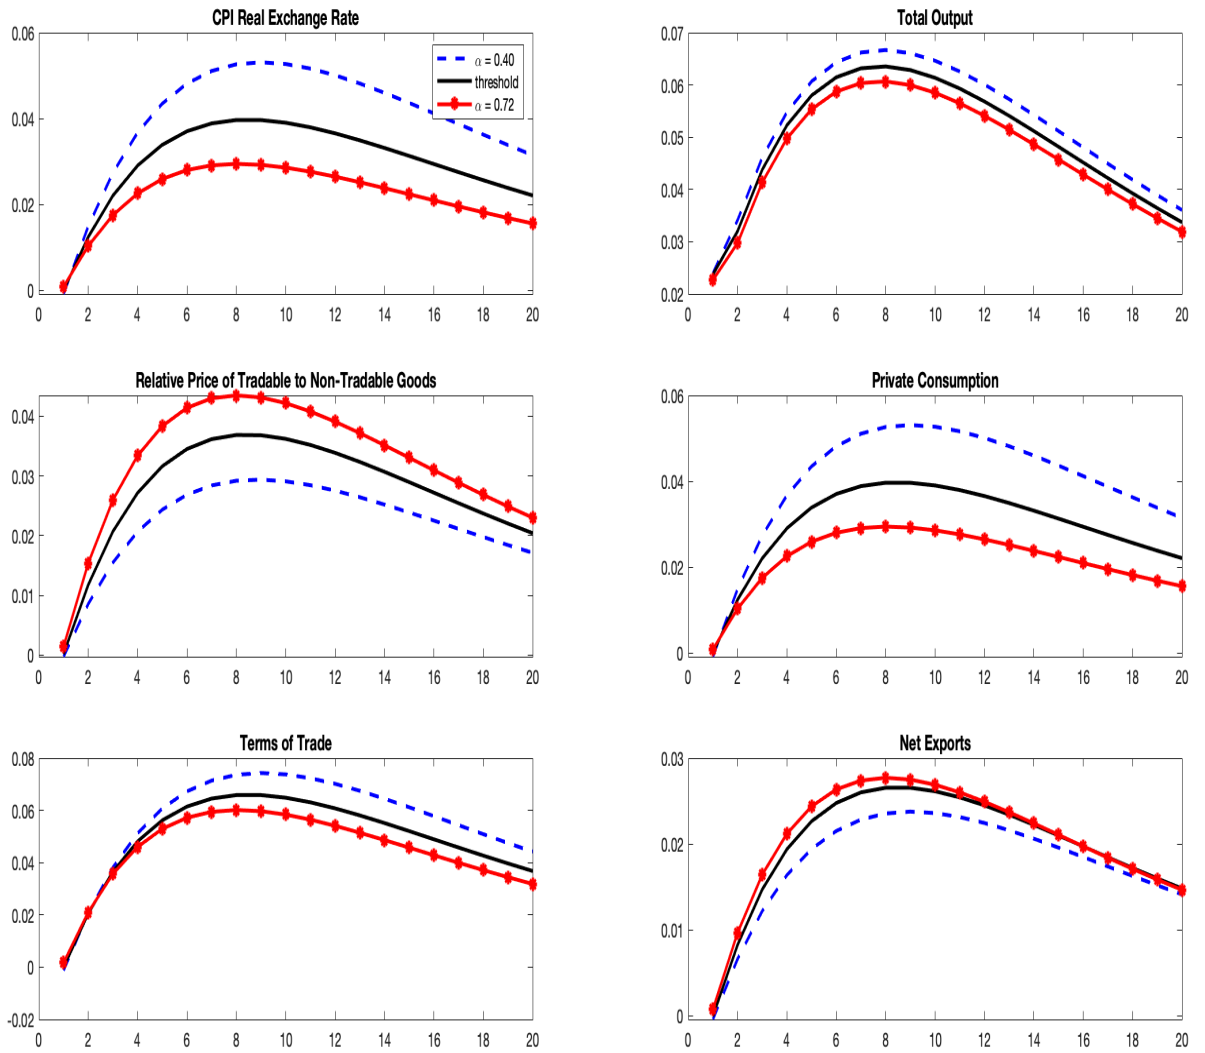 CPI Real Exchange Rate
0.06
0.04
0.02
0
α = 0.40
threshold
α = 0.72
0 2 4 6 8 10 12 14 16 18 20
Total Output
0.07
0.06
0.05
0.04
0.03
0.02
0 2 4 6 8 10 12 14 16 18 20
Relative Price of Tradable to Non-Tradable Goods
0.04
0.03
0.02
0.01
0
0 2 4 6 8 10 12 14 16 18 20
Private Consumption
0.06
0.04
0.02
0
0 2 4 6 8 10 12 14 16 18 20
Terms of Trade
0.08
0.06
0.04
0.02
0
-0.02
0 2 4 6 8 10 12 14 16 18 20
Net Exports
0.03
0.02
0.01
0
0 2 4 6 8 10 12 14 16 18 20